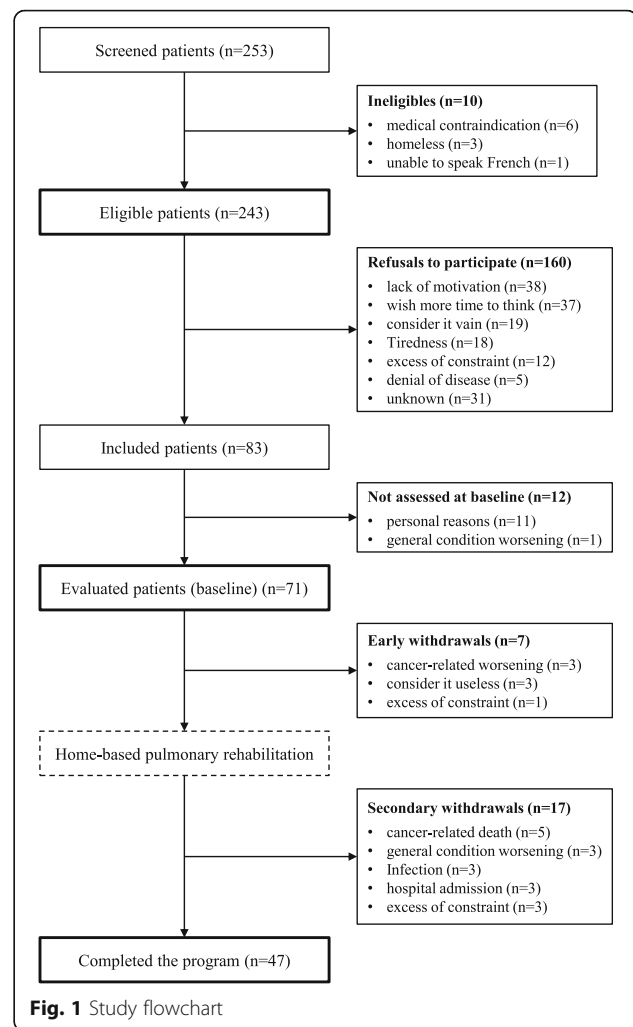 Screened patients (n=253)
Ineligibles (n=10)
• medical contraindication (n=6)
• homeless (n=3)
• unable to speak French (n=1)
Eligible patients (n=243)
Refusals to participate (n=160)
• lack of motivation (n=38)
• wish more time to think (n=37)
• consider it vain (n=19)
• Tiredness (n=18)
• excess of constraint (n=12)
• denial of disease (n=5)
• unknown (n=31)
Included patients (n=83)
Not assessed at baseline (n=12)
• personal reasons (n=11)
• general condition worsening (n=1)
Evaluated patients (baseline) (n=71)
Early withdrawals (n=7)
• cancer-related worsening (n=3)
• consider it useless (n=3)
• excess of constraint (n=1)
Home-based pulmonary rehabilitation
Secondary withdrawals (n=17)
• cancer-related death (n=5)
• general condition worsening (n=3)
• Infection (n=3)
• hospital admission (n=3)
• excess of constraint (n=3)
Completed the program (n=47)
Fig. 1 Study flowchart